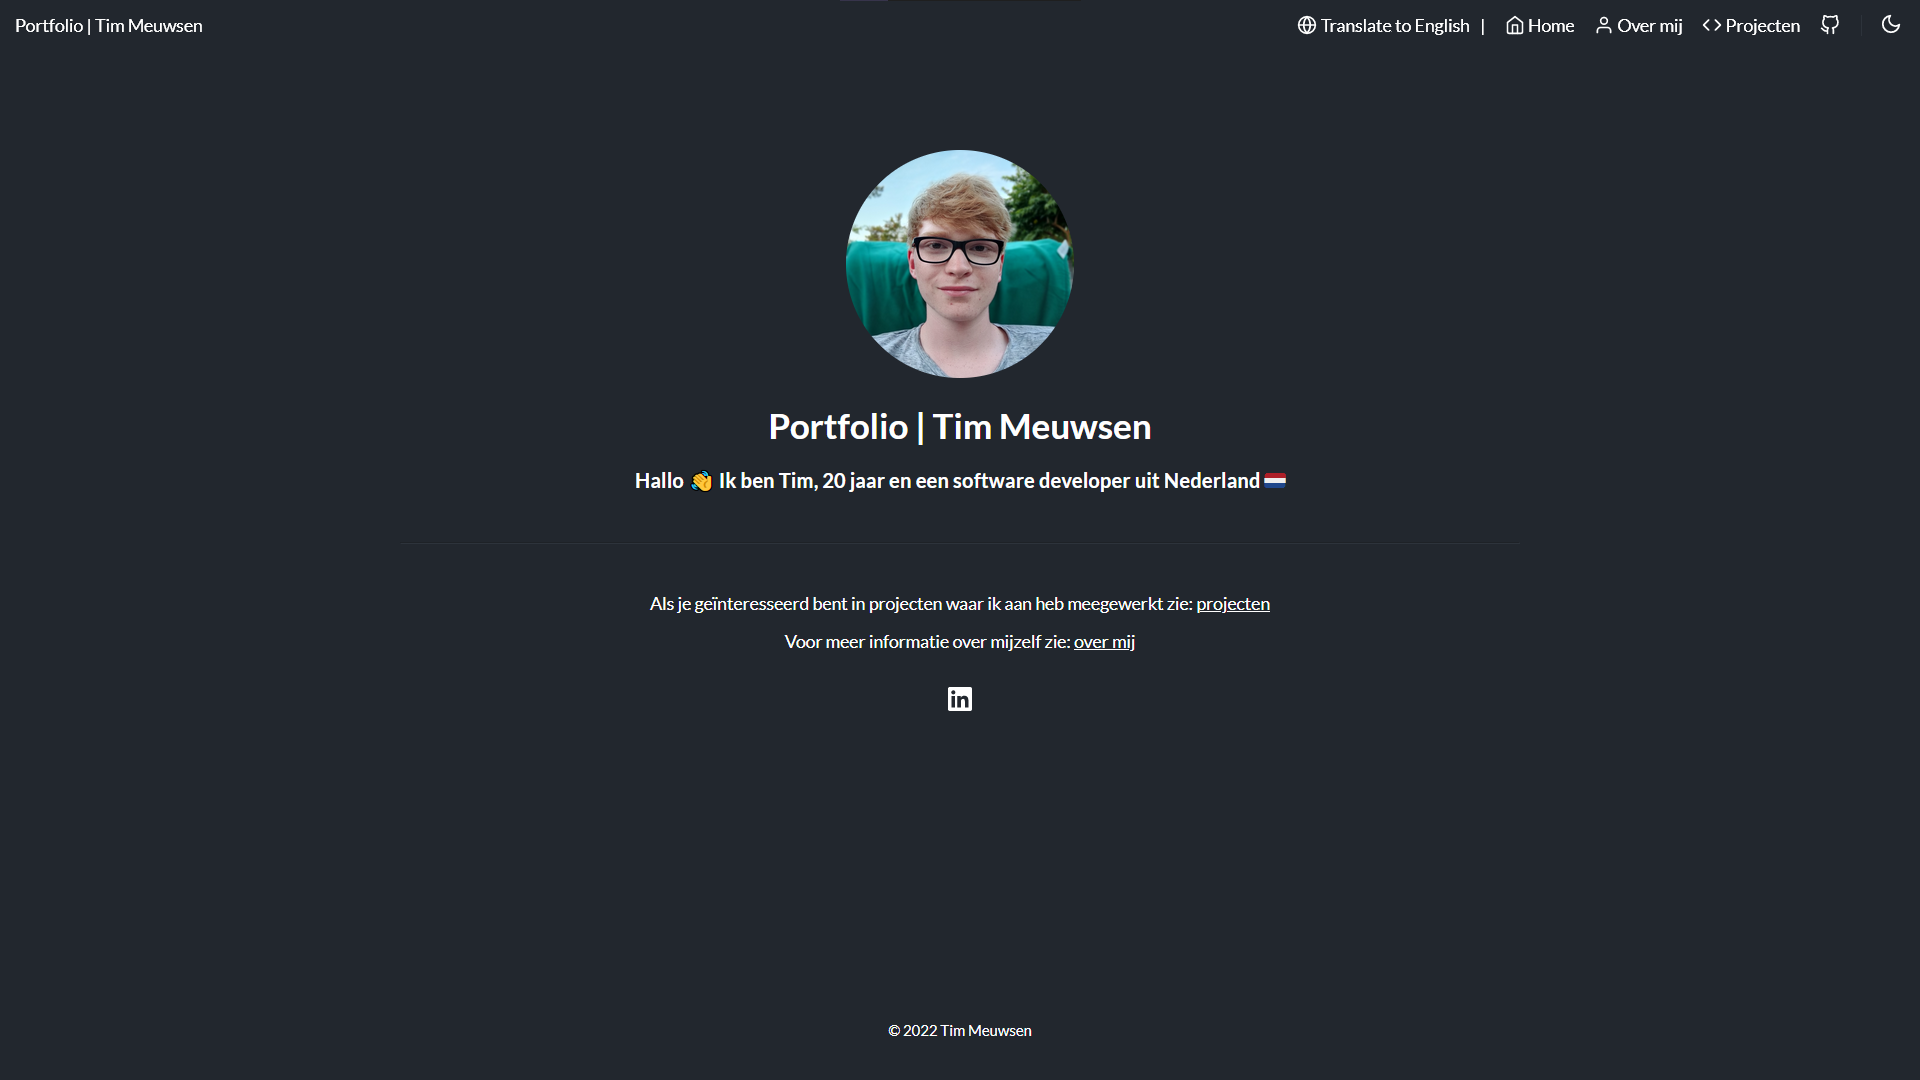 Portfolio | Tim Meuwsen
Translate to English | Home Over mij Projecten
Portfolio | Tim Meuwsen
Hallo 👏 Ik ben Tim, 20 jaar en een software developer uit Nederland 🇳🇱
Als je geïnteresseerd bent in projecten waar ik aan heb meegewerkt zie: projecten
Voor meer informatie over mijzelf zie: over mij
in
© 2022 Tim Meuwsen